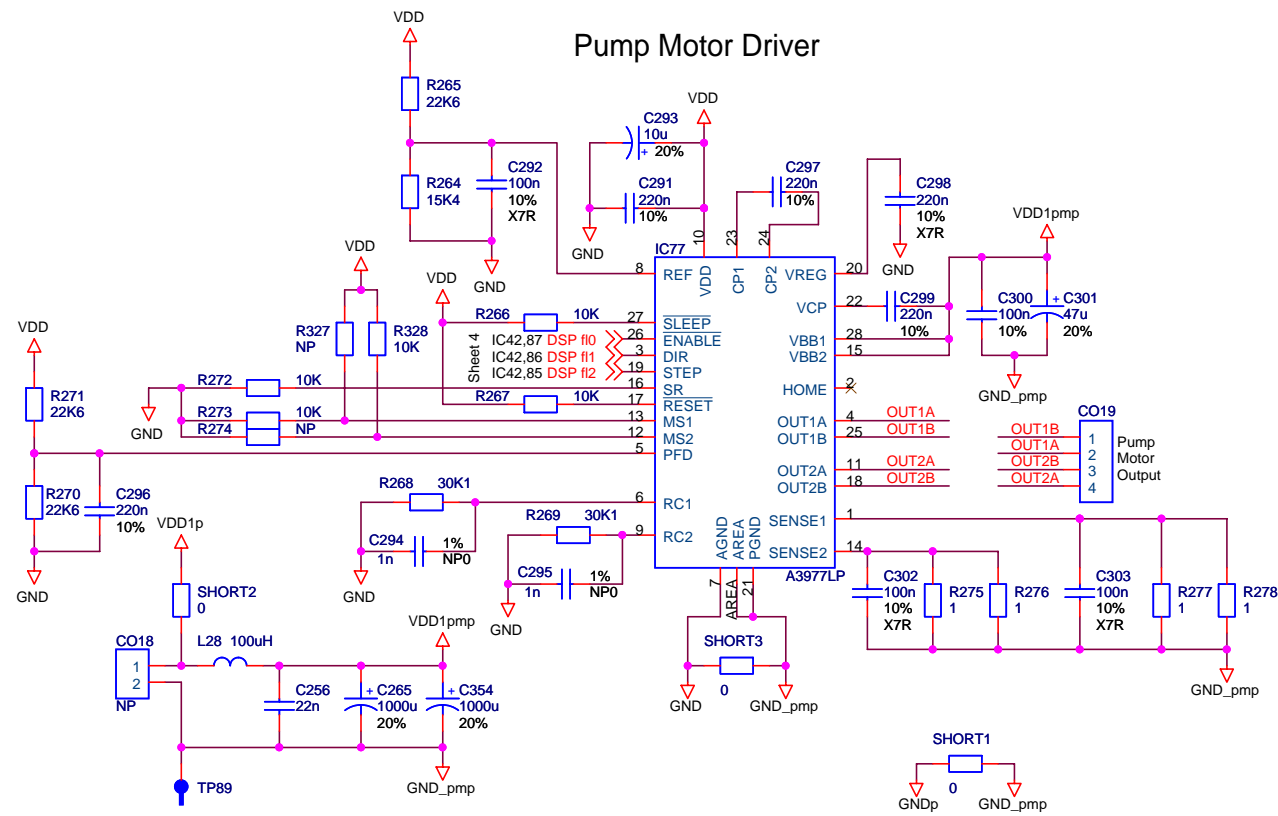 Pump Motor Driver
VDD
R265
22K6
R264
15K4
C292
100n
10%
X7R
GND
VDD
C293
10u
+ 20%
C291
220n
10%
GND
C297
220n
10%
C298
220n
10%
X7R
GND
VDD1pmp
C299
220n
10%
C300
100n
10%
+ C301
47u
20%
GND_pmp
IC77
10 VDD
23 CP1
24 CP2
8 REF
27 SLEEP
26 ENABLE
3 DIR
19 STEP
16 SR
17 RESET
13 MS1
12 MS2
5 PFD
6 RC1
9 RC2
VREG 20
VCP 22
VBB1 28
VBB2 15
HOME 2
OUT1A 4
OUT1B 25
OUT2A 11
OUT2B 18
SENSE1 1
SENSE2 14
AGND 7
AREA AREA
PGND 21
A3977LP
VDD
R327
NP
R328
10K
VDD
R266 10K
Sheet 4
IC42,87 DSP fl0
IC42,86 DSP fl1
IC42,85 DSP fl2
R267 10K
R272 10K
R273 10K
R274 NP
GND
VDD
R271
22K6
R270
22K6
C296
220n
10%
GND
R268 30K1
C294
1n
1%
NP0
GND
R269 30K1
C295
1n
1%
NP0
GND
OUT1A
OUT1B
OUT2A
OUT2B
CO19
OUT1B 1
OUT1A 2
OUT2B 3
OUT2A 4
Pump
Motor
Output
C302
100n
10%
X7R
R275
1
R276
1
C303
100n
10%
X7R
R277
1
R278
1
GND_pmp
SHORT3
0
GND
GND_pmp
VDD1p
SHORT2
0
CO18
1
2
NP
L28 100uH
VDD1pmp
C256
22n
+ C265
1000u
20%
+ C354
1000u
20%
GND_pmp
TP89
SHORT1
0
GNDp
GND_pmp